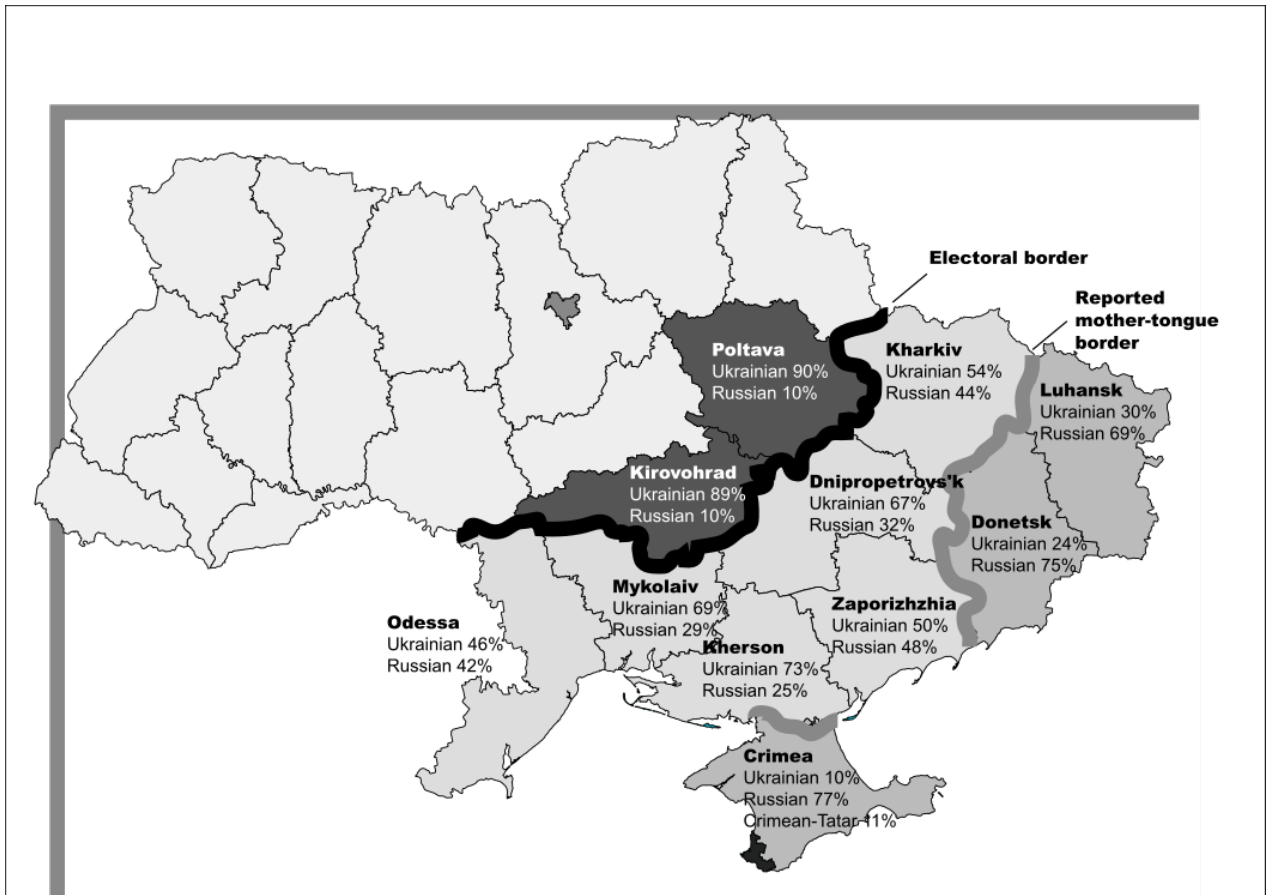 Electoral border
Reported
mother-tongue
border
Poltava
Ukrainian 90%
Russian 10%
Kharkiv
Ukrainian 54%
Russian 44%
Luhansk
Ukrainian 30%
Russian 69%
Kirovohrad
Ukrainian 89%
Russian 10%
Dnipropetrovs'k
Ukrainian 67%
Russian 32%
Donetsk
Ukrainian 24%
Russian 75%
Mykolaiv
Ukrainian 69%
Russian 29%
Zaporizhzhia
Ukrainian 50%
Russian 48%
Odessa
Ukrainian 46%
Russian 42%
Kherson
Ukrainian 73%
Russian 25%
Crimea
Ukrainian 10%
Russian 77%
Crimean-Tatar 11%